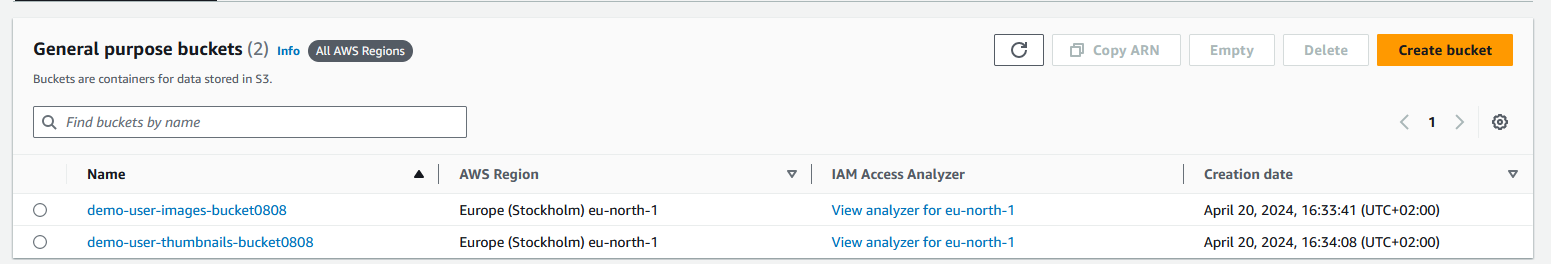 General purpose buckets (2) Info All AWS Regions
Copy ARN Empty Delete Create bucket
Buckets are containers for data stored in S3.
Find buckets by name
1
Name AWS Region IAM Access Analyzer Creation date
demo-user-images-bucket0808 Europe (Stockholm) eu-north-1 View analyzer for eu-north-1 April 20, 2024, 16:33:41 (UTC+02:00)
demo-user-thumbnails-bucket0808 Europe (Stockholm) eu-north-1 View analyzer for eu-north-1 April 20, 2024, 16:34:08 (UTC+02:00)